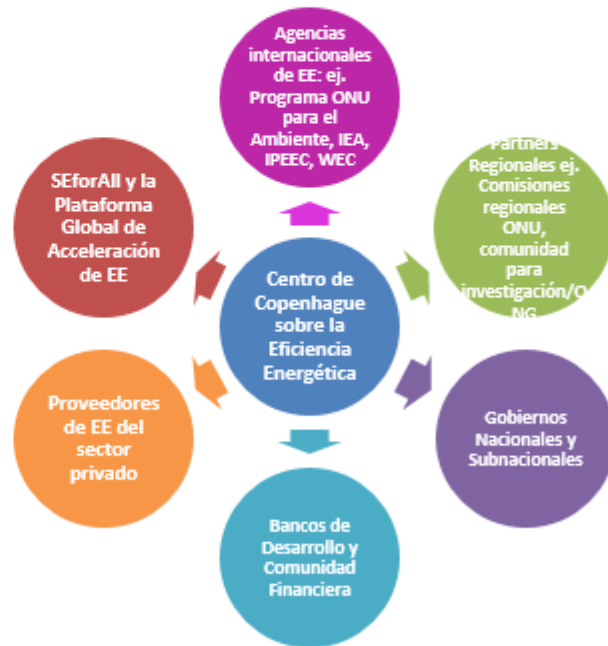 Agencias
internacionales
de EE: ej.
Programa ONU
para el
Ambiente, IEA,
IPEEC, WEC
Partners
Regionales ej.
Comisiones
regionales
ONU,
comunidad
para
investigación/O
NG
SEforAll y la
Plataforma
Global de
Acceleración
de EE
Centro de
Copenhague
sobre la
Eficiencia
Energética
Proveedores
de EE del
sector
privado
Gobiernos
Nacionales y
Subnacionales
Bancos de
Desarrollo y
Comunidad
Financiera